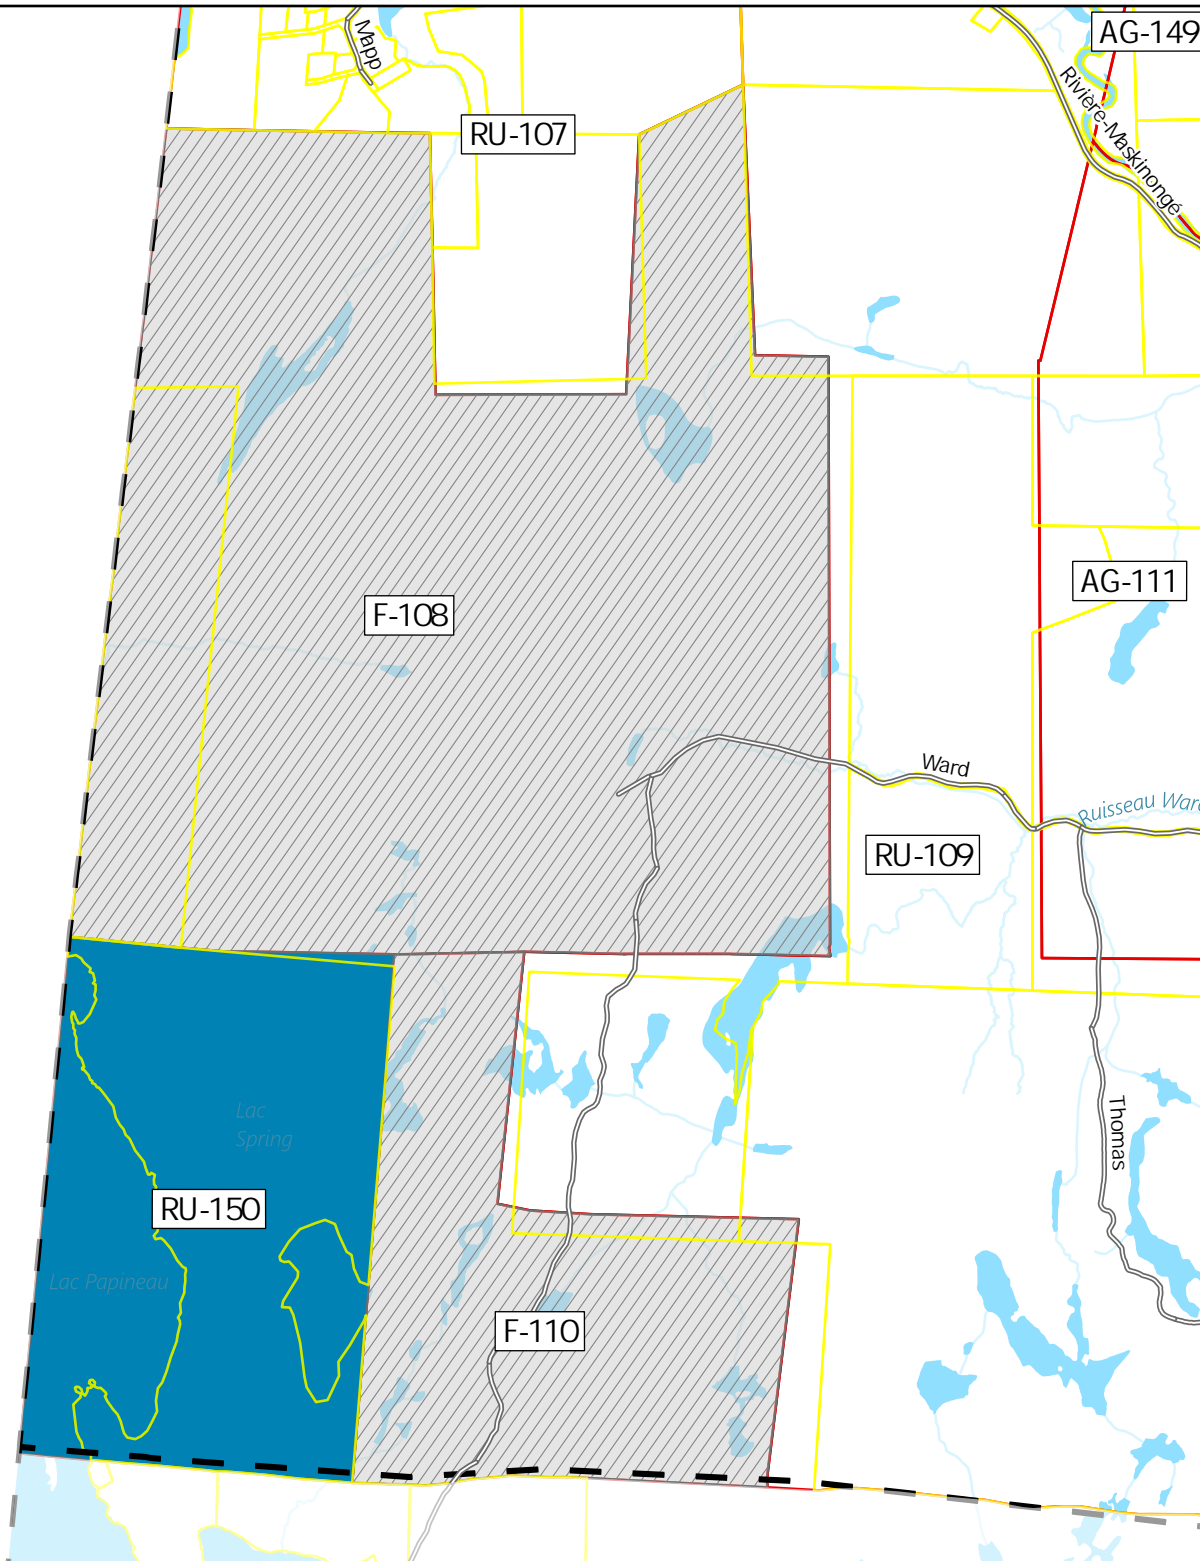 AG-149
Mapp
Rivière-Maskinongé
RU-107
AG-111
F-108
Ward
Ruisseau Ward
RU-109
Lac
Spring
Thomas
RU-150
Lac Papineau
F-110